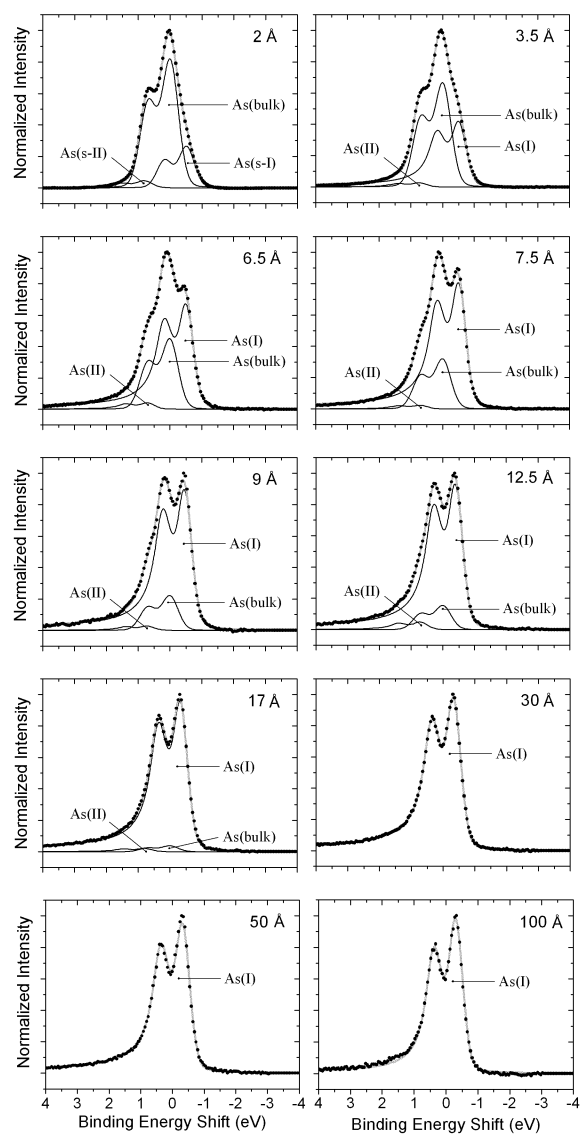 Normalized Intensity
2 Å
As(bulk)
As(s-II)
As(s-I)
3.5 Å
As(bulk)
As(II)
As(I)
Normalized Intensity
6.5 Å
As(I)
As(bulk)
As(II)
7.5 Å
As(I)
As(II)
As(bulk)
Normalized Intensity
9 Å
As(I)
As(II)
As(bulk)
12.5 Å
As(I)
As(II)
As(bulk)
Normalized Intensity
17 Å
As(I)
As(II)
As(bulk)
30 Å
As(I)
Normalized Intensity
50 Å
As(I)
100 Å
As(I)
4 3 2 1 0 -1 -2 -3 -4
4 3 2 1 0 -1 -2 -3 -4
Binding Energy Shift (eV)
Binding Energy Shift (eV)